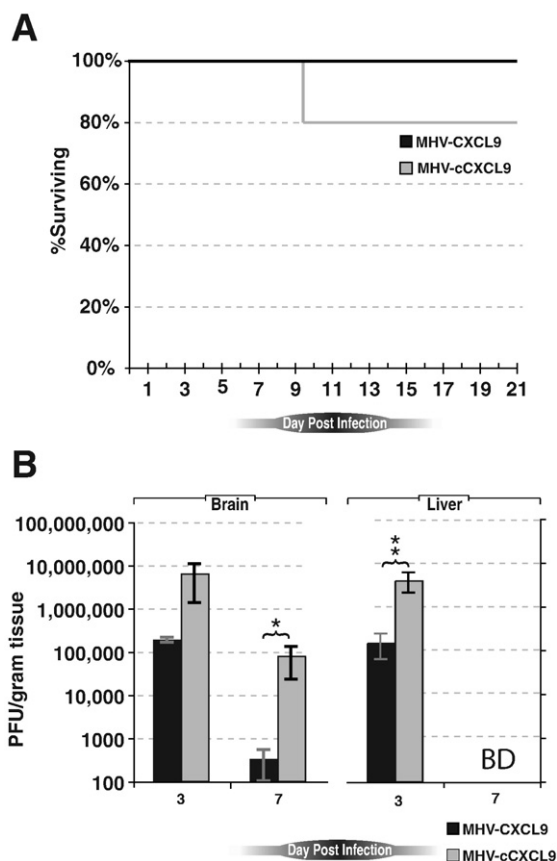 A
100%
80%
60%
40%
20%
0%
%Surviving
MHV-CXCL9
MHV-cCXCL9
1 3 5 7 9 11 13 15 17 19 21
Day Post Infection
B
Brain Liver
100,000,000
10,000,000
1,000,000
100,000
10,000
1000
100
PFU/gram tissue
*
*
*
BD
3 7 3 7
MHV-CXCL9
MHV-cCXCL9
Day Post Infection